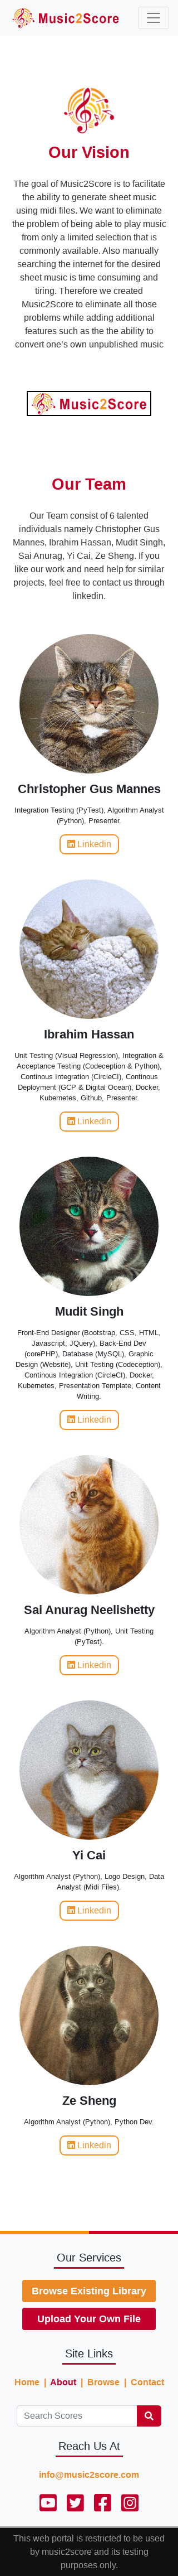 Music2Score
Our Vision
The goal of Music2Score is to facilitate
the ability to generate sheet music
using midi files. We want to eliminate
the problem of being able to play music
from only a limited selection that is
commonly available. Also manually
searching the internet for the desired
sheet music is time consuming and
tiring. Therefore we created
Music2Score to eliminate all those
problems while adding additional
features such as the the ability to
convert one's own unpublished music
Music2Score
Our Team
Our Team consist of 6 talented
individuals namely Christopher Gus
Mannes, Ibrahim Hassan, Mudit Singh,
Sai Anurag, Yi Cai, Ze Sheng. If you
like our work and need help for similar
projects, feel free to contact us through
linkedin.
Christopher Gus Mannes
Integration Testing (PyTest), Algorithm Analyst
(Python), Presenter.
Linkedin
Ibrahim Hassan
Unit Testing (Visual Regression), Integration &
Acceptance Testing (Codeception & Python),
Continuous Integration (CircleCI), Continous
Deployment (GCP & Digital Ocean), Docker,
Kubernetes, Github, Presenter.
Linkedin
Mudit Singh
Front-End Designer (Bootstrap, CSS, HTML,
Javascript, JQuery), Back-End Dev
(corePHP), Database (MySQL), Graphic
Design (Website), Unit Testing (Codeception),
Continous Integration (CircleCI), Docker,
Kubernetes, Presentation Template, Content
Writing.
Linkedin
Sai Anurag Neelishetty
Algorithm Analyst (Python), Unit Testing
(PyTest).
Linkedin
Yi Cai
Algorithm Analyst (Python), Logo Design, Data
Analyst (Midi Files).
Linkedin
Ze Sheng
Algorithm Analyst (Python), Python Dev.
Linkedin
Our Services
Browse Existing Library
Upload Your Own File
Site Links
Home | About | Browse | Contact
Search Scores
Reach Us At
info@music2score.com
This web portal is restricted to be used
by music2score and its testing
purposes only.